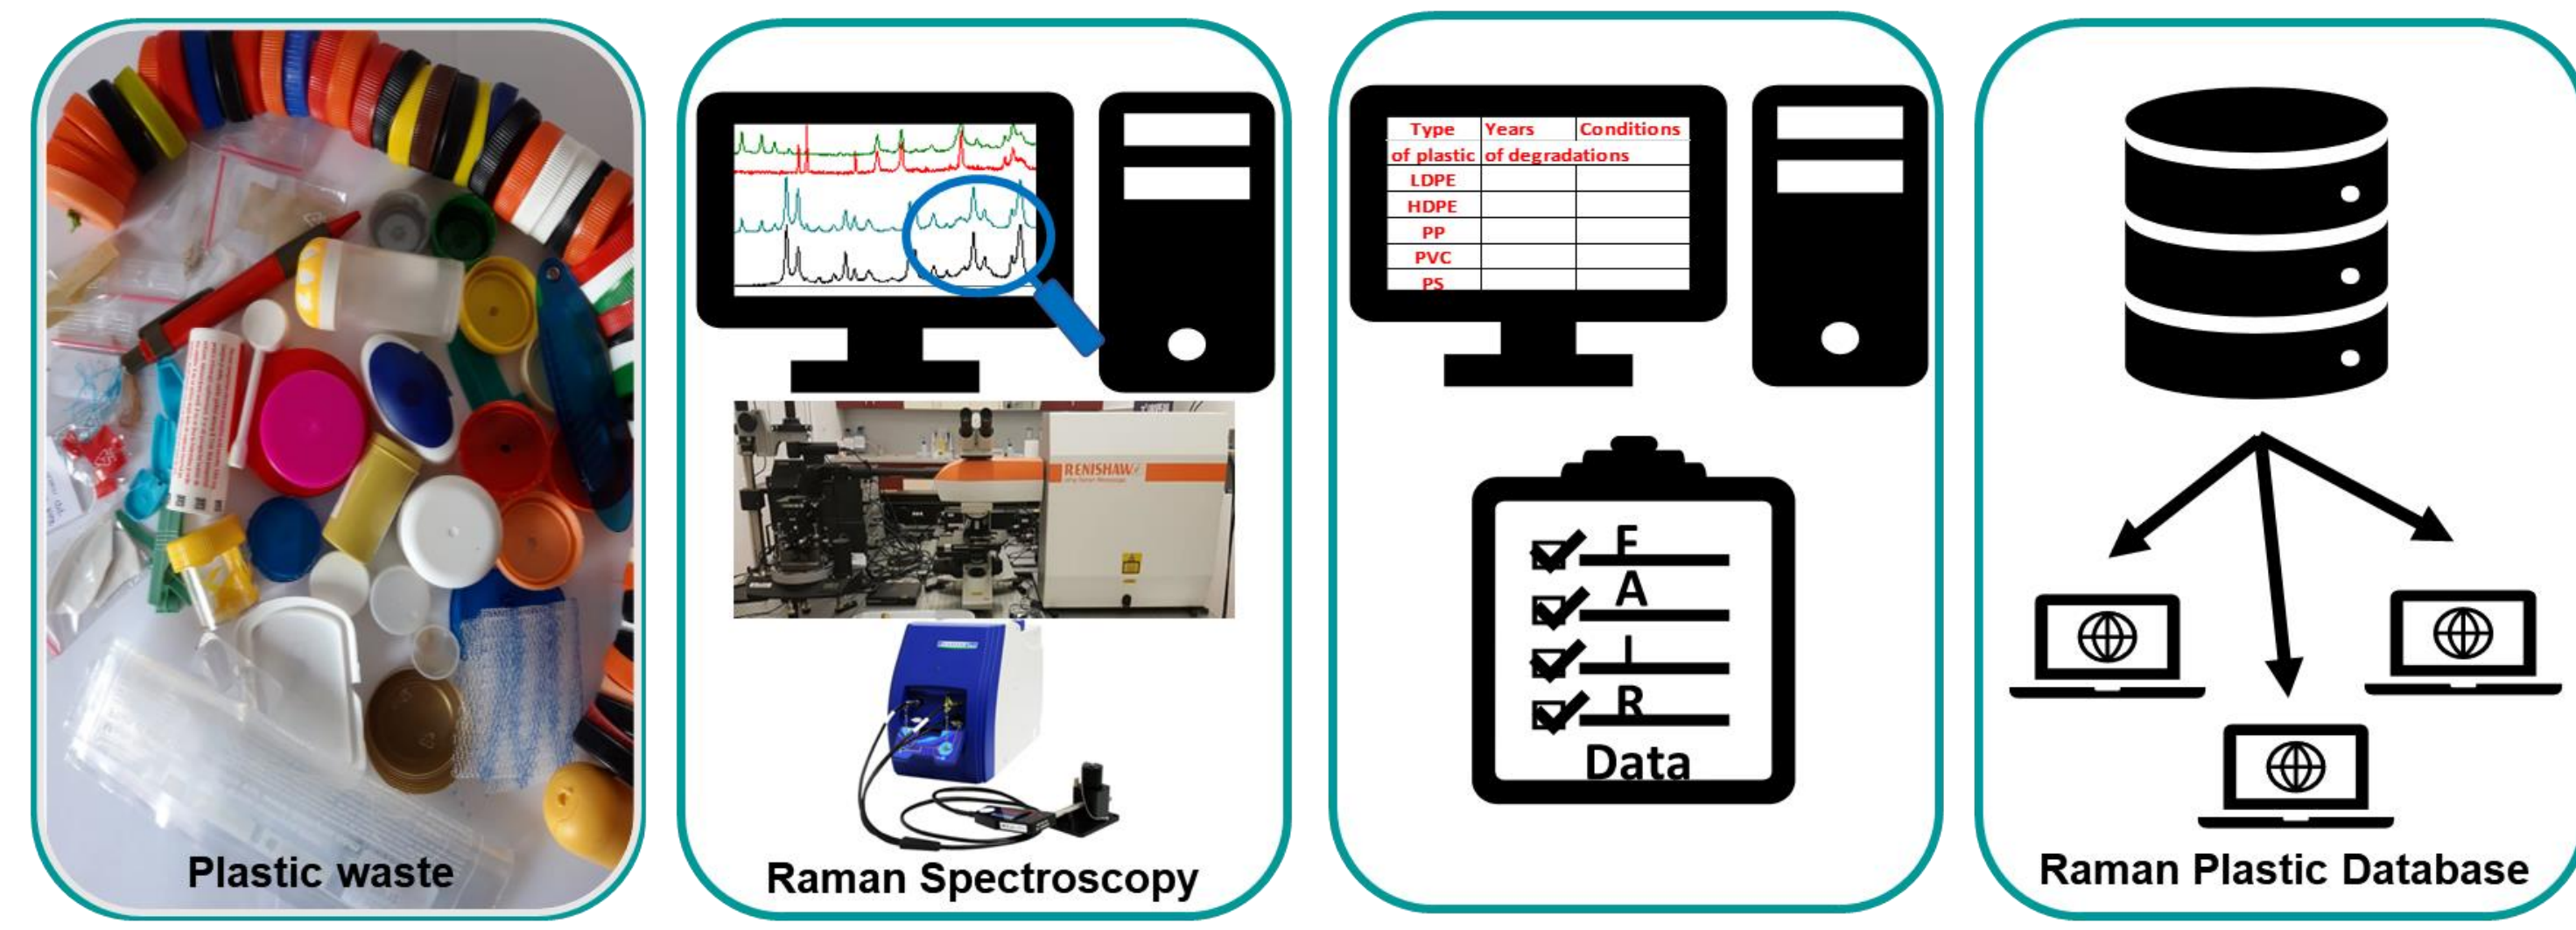 Plastic waste
RENISHAW
Raman Spectroscopy
Type Years Conditions
of plastic of degradations
LDPE
HDPE
PP
PVC
PS
F
A
I
R
Data
Raman Plastic Database